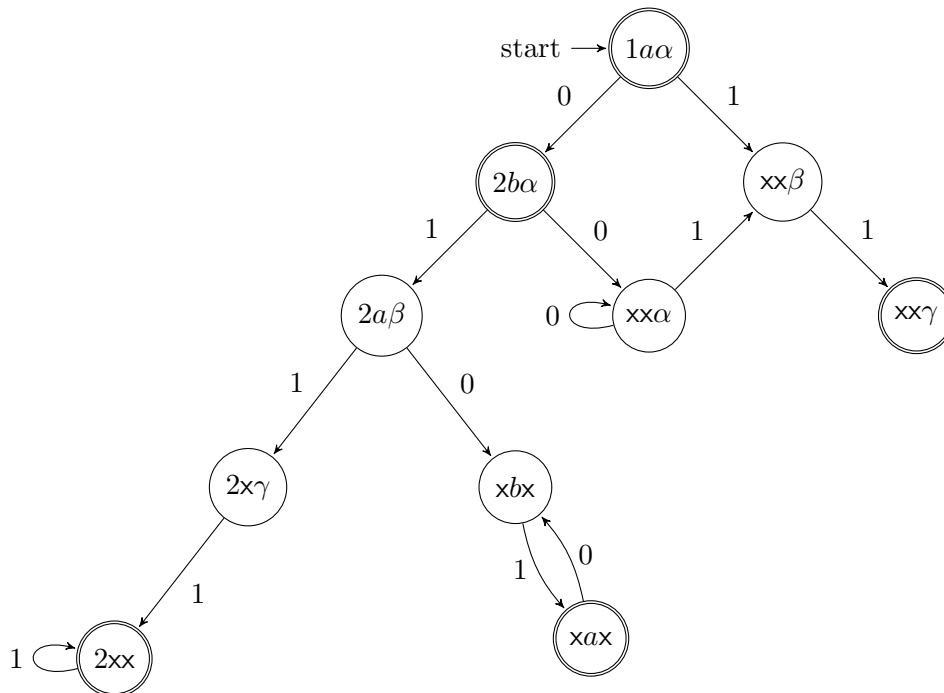 start 1aα
0 1
2bα xxβ
1 0 1 1
2aβ 0 xxα xxγ
1 0
2xγ xbx
1 1 0
1 2xx xax